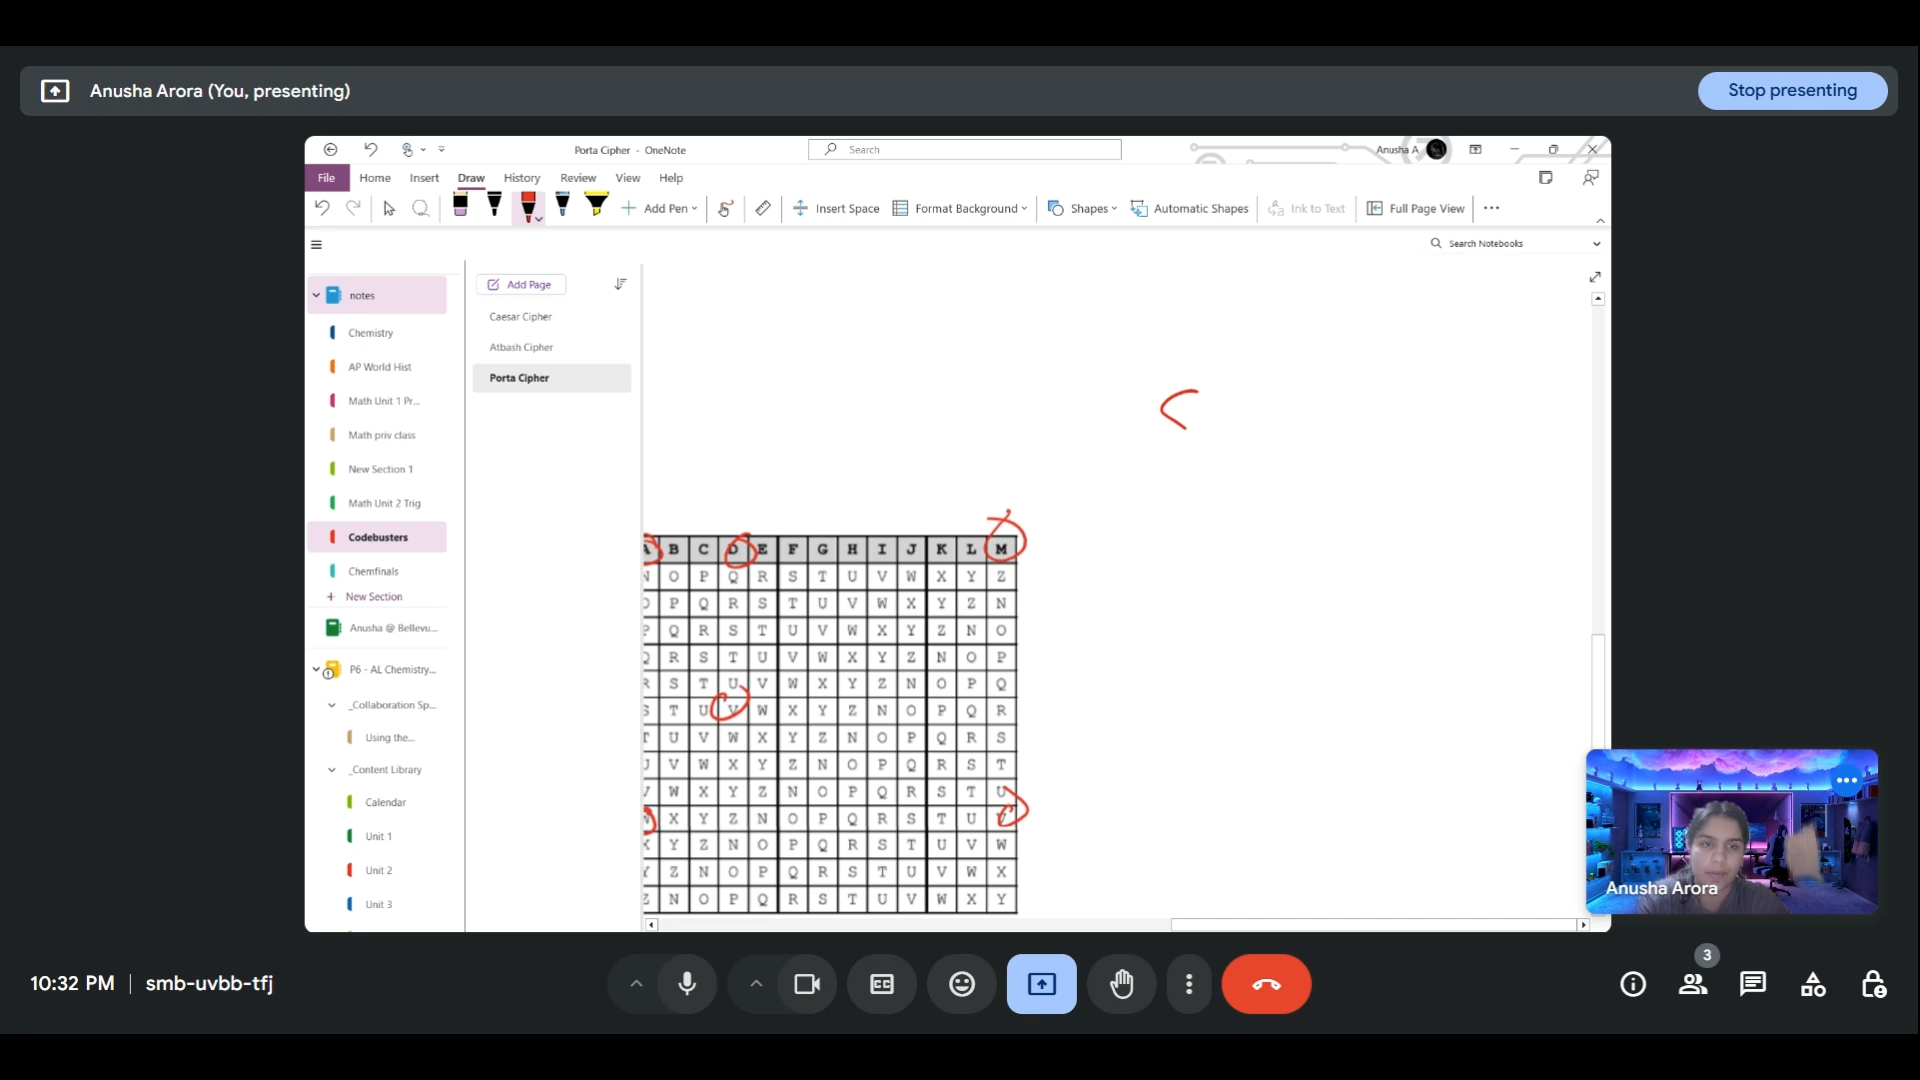 Anusha Arora (You, presenting)
Stop presenting
Porta Cipher - OneNote
Search
Anusha A
File Home Insert Draw History Review View Help
Add Pen
Insert Space
Format Background
Shapes
Automatic Shapes
Ink to Text
Full Page View
Search Notebooks
notes
Chemistry
AP World Hist
Math Unit 1 Pr...
Math priv class
New Section 1
Math Unit 2 Trig
Codebusters
Chemfinals
New Section
Anusha @ Bellevu...
P6 - AL Chemistry...
_Collaboration Sp...
Using the...
_Content Library
Calendar
Unit 1
Unit 2
Unit 3
Add Page
Caesar Cipher
Atbash Cipher
Porta Cipher
A B C D E F G H I J K L M
N O P Q R S T U V W X Y Z
O P Q R S T U V W X Y Z N
P Q R S T U V W X Y Z N O
Q R S T U V W X Y Z N O P
R S T U V W X Y Z N O P Q
S T U V W X Y Z N O P Q R
T U V W X Y Z N O P Q R S
U V W X Y Z N O P Q R S T
V W X Y Z N O P Q R S T U
W X Y Z N O P Q R S T U V
X Y Z N O P Q R S T U V W
Y Z N O P Q R S T U V W X
Z N O P Q R S T U V W X Y
Anusha Arora
10:32 PM | smb-uvbb-tfj
CC
3